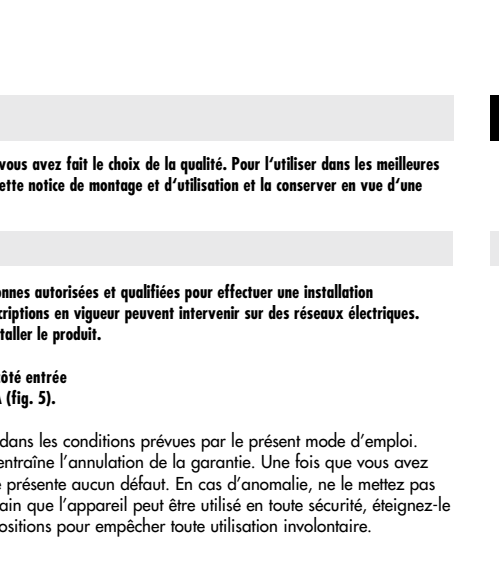 vous avez fait le choix de la qualité. Pour l’utiliser dans les meilleures
ette notice de montage et d’utilisation et la conserver en vue d’une
onnes autorisées et qualifiées pour effectuer une installation
criptions en vigueur peuvent intervenir sur des réseaux électriques.
taller le produit.
ôté entrée
A (fig. 5).
dans les conditions prévues par le présent mode d’emploi.
entraîne l’annulation de la garantie. Une fois que vous avez
e présente aucun défaut. En cas d’anomalie, ne le mettez pas
ain que l’appareil peut être utilisé en toute sécurité, éteignez-le
positions pour empêcher toute utilisation involontaire.